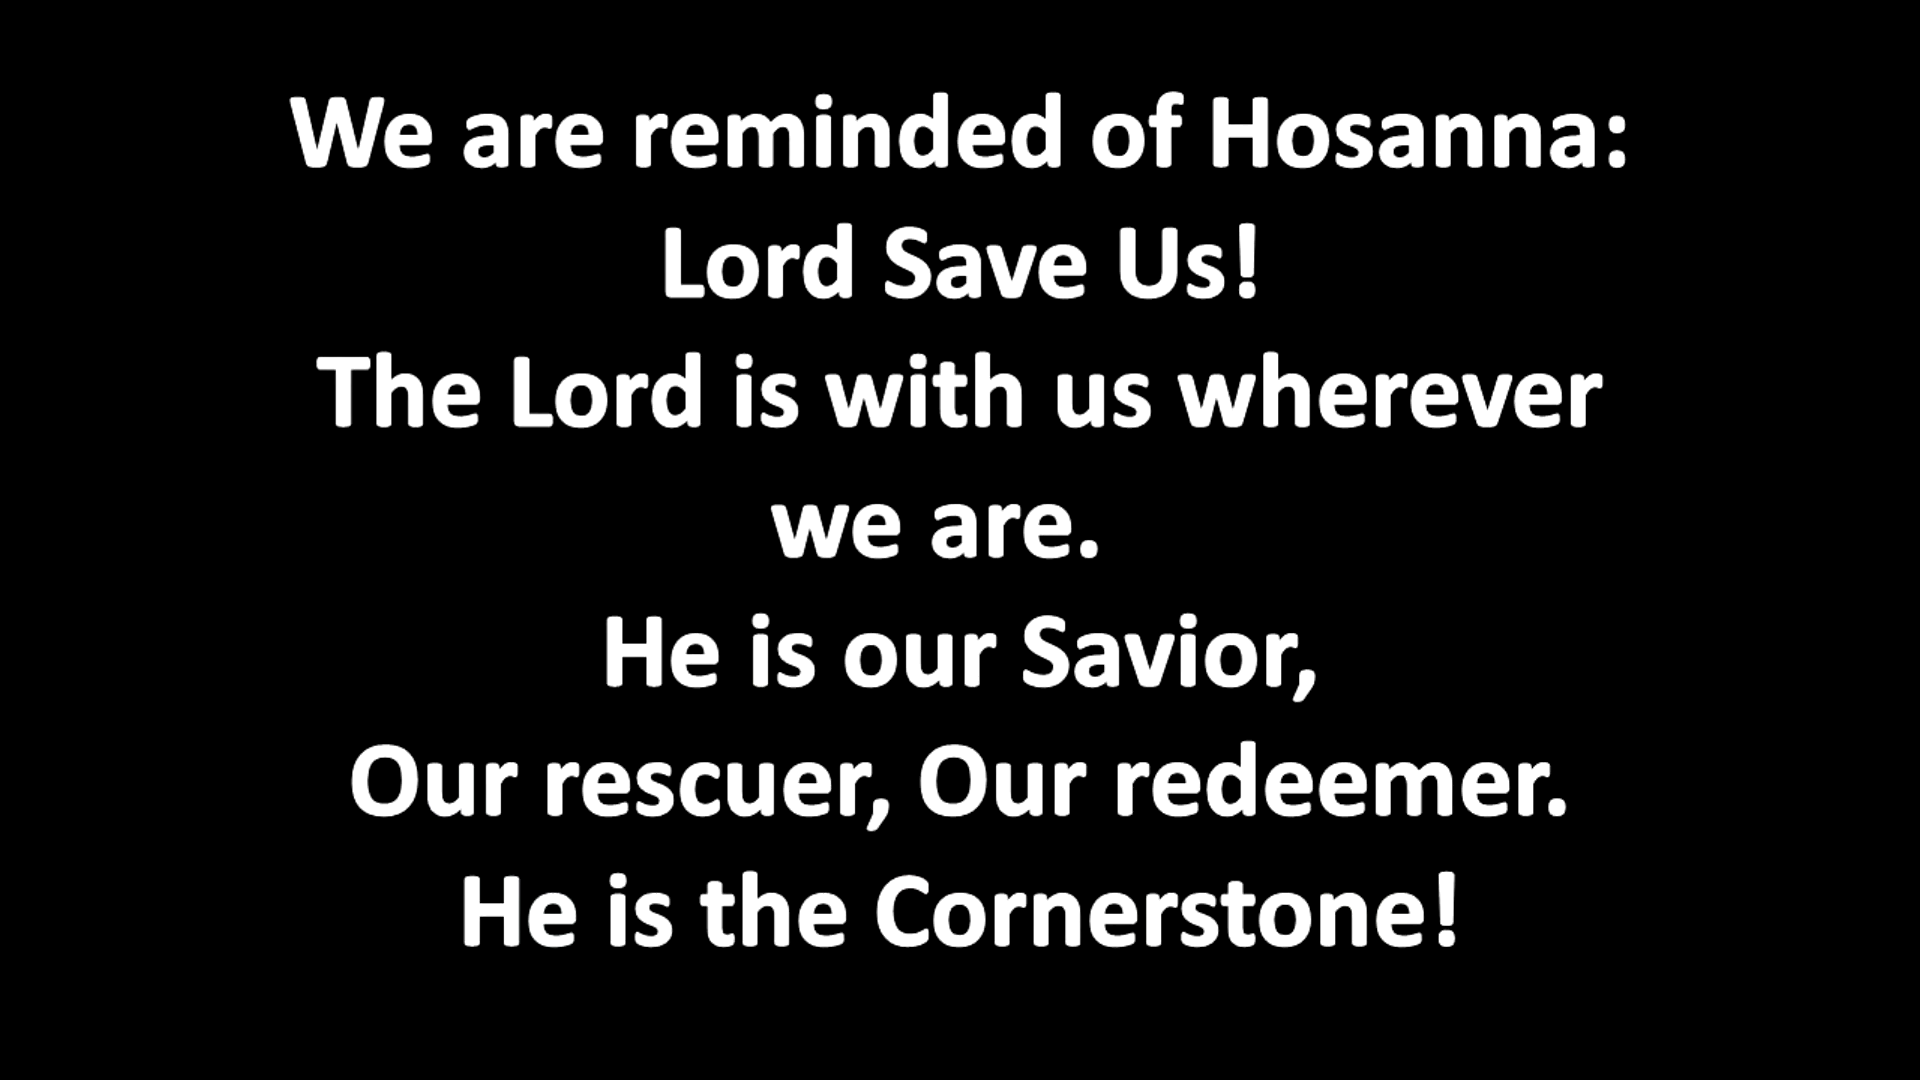 We are reminded of Hosanna:
Lord Save Us!
The Lord is with us wherever
we are.
He is our Savior,
Our rescuer, Our redeemer.
He is the Cornerstone!